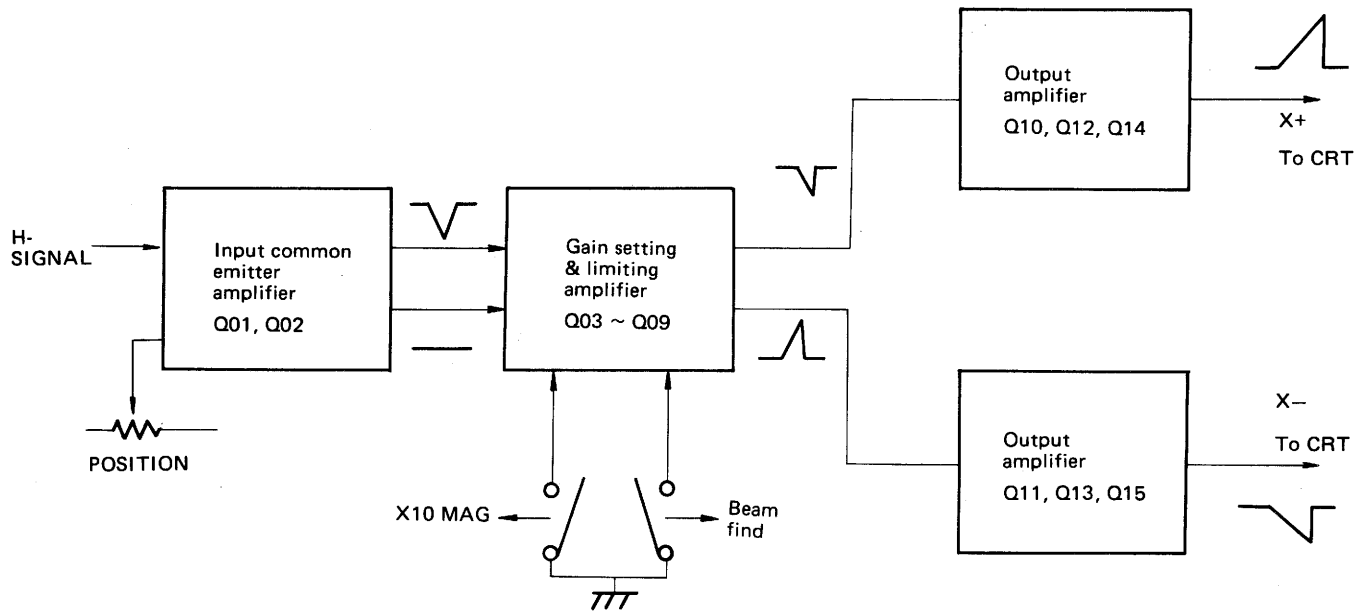 H-
SIGNAL
Input common
emitter
amplifier
Q01, Q02
POSITION
Gain setting
& limiting
amplifier
Q03 ~ Q09
X10 MAG
Beam
find
Output
amplifier
Q10, Q12, Q14
X+
To CRT
Output
amplifier
Q11, Q13, Q15
X−
To CRT